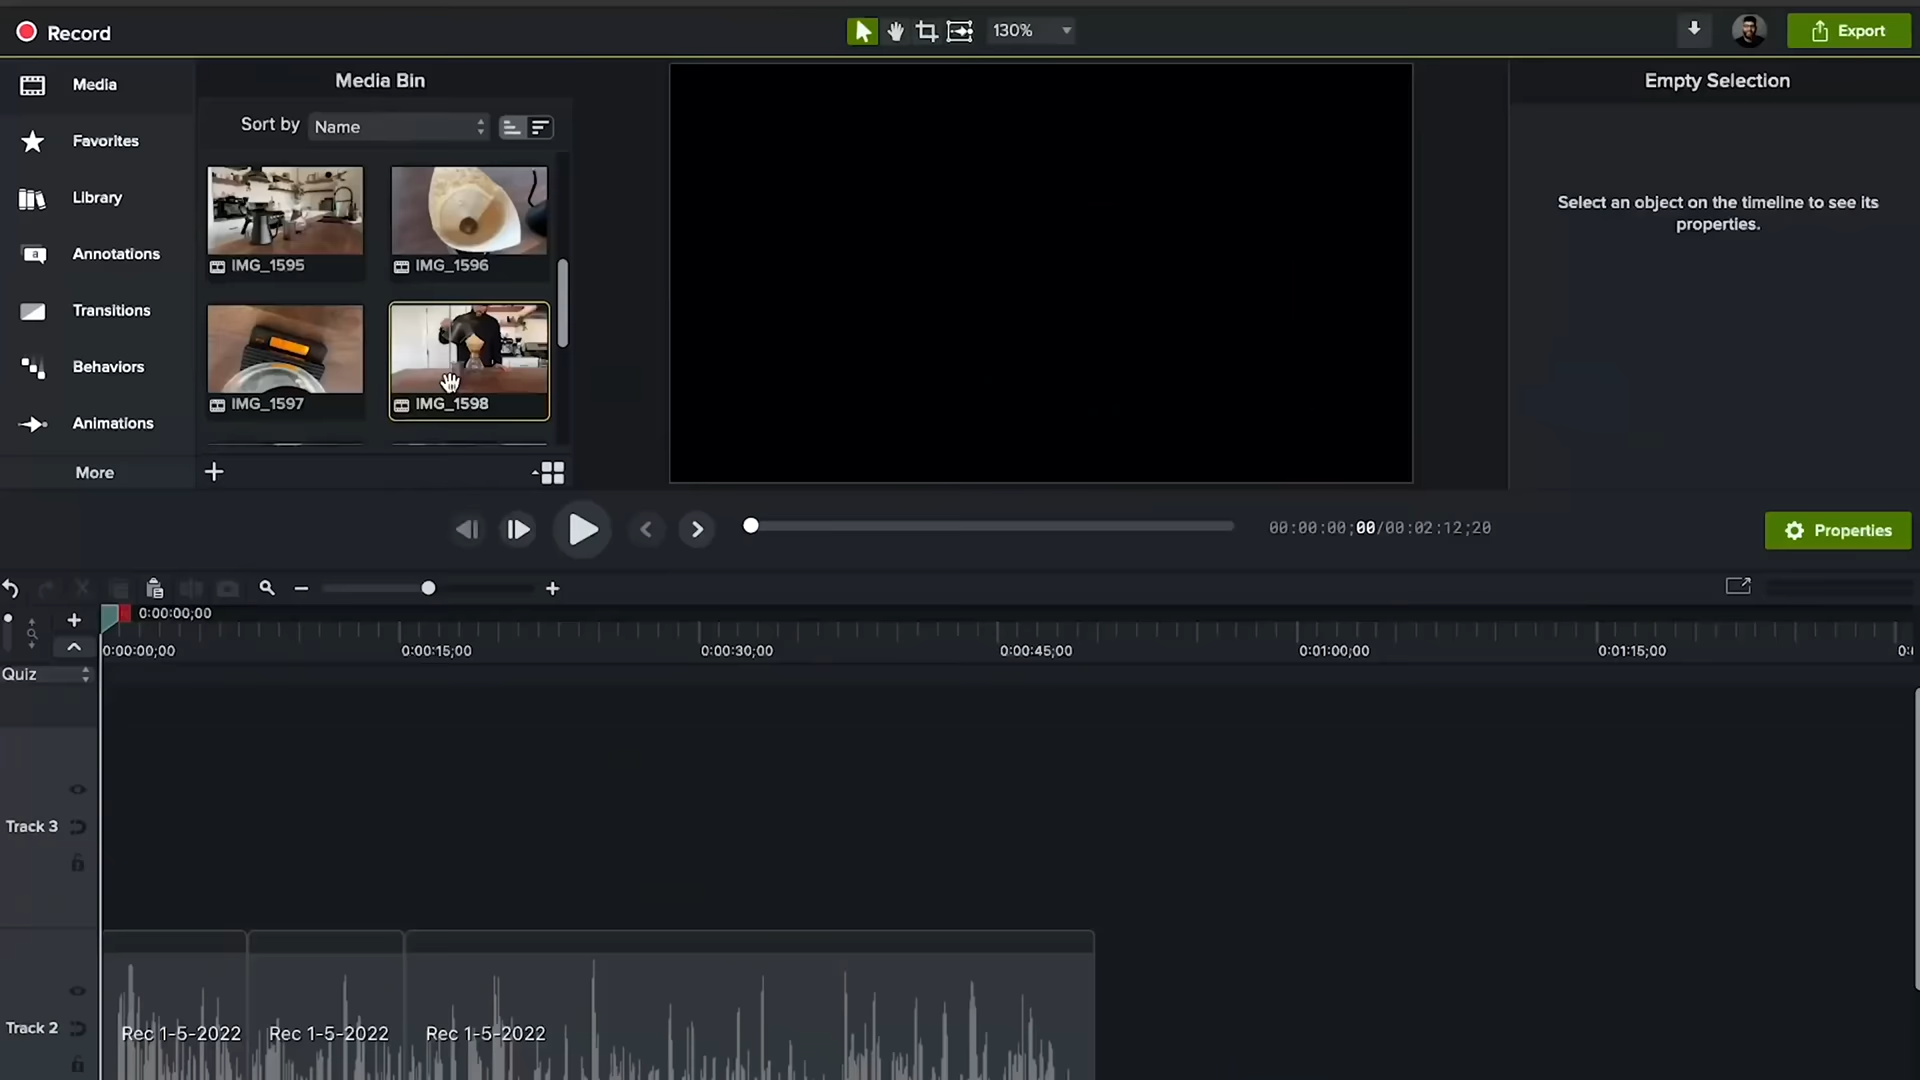 Record
130%
Export
Media
Favorites
Library
Annotations
Transitions
Behaviors
Animations
More
Media Bin
Sort by
Name
IMG_1595
IMG_1596
IMG_1597
IMG_1598
Empty Selection
Select an object on the timeline to see its
properties.
00:00:00;00/00:02:12;20
Properties
0:00:00;00
0:00:00;00
0:00:15;00
0:00:30;00
0:00:45;00
0:01:00;00
0:01:15;00
Quiz
Track 3
Track 2
Rec 1-5-2022
Rec 1-5-2022
Rec 1-5-2022